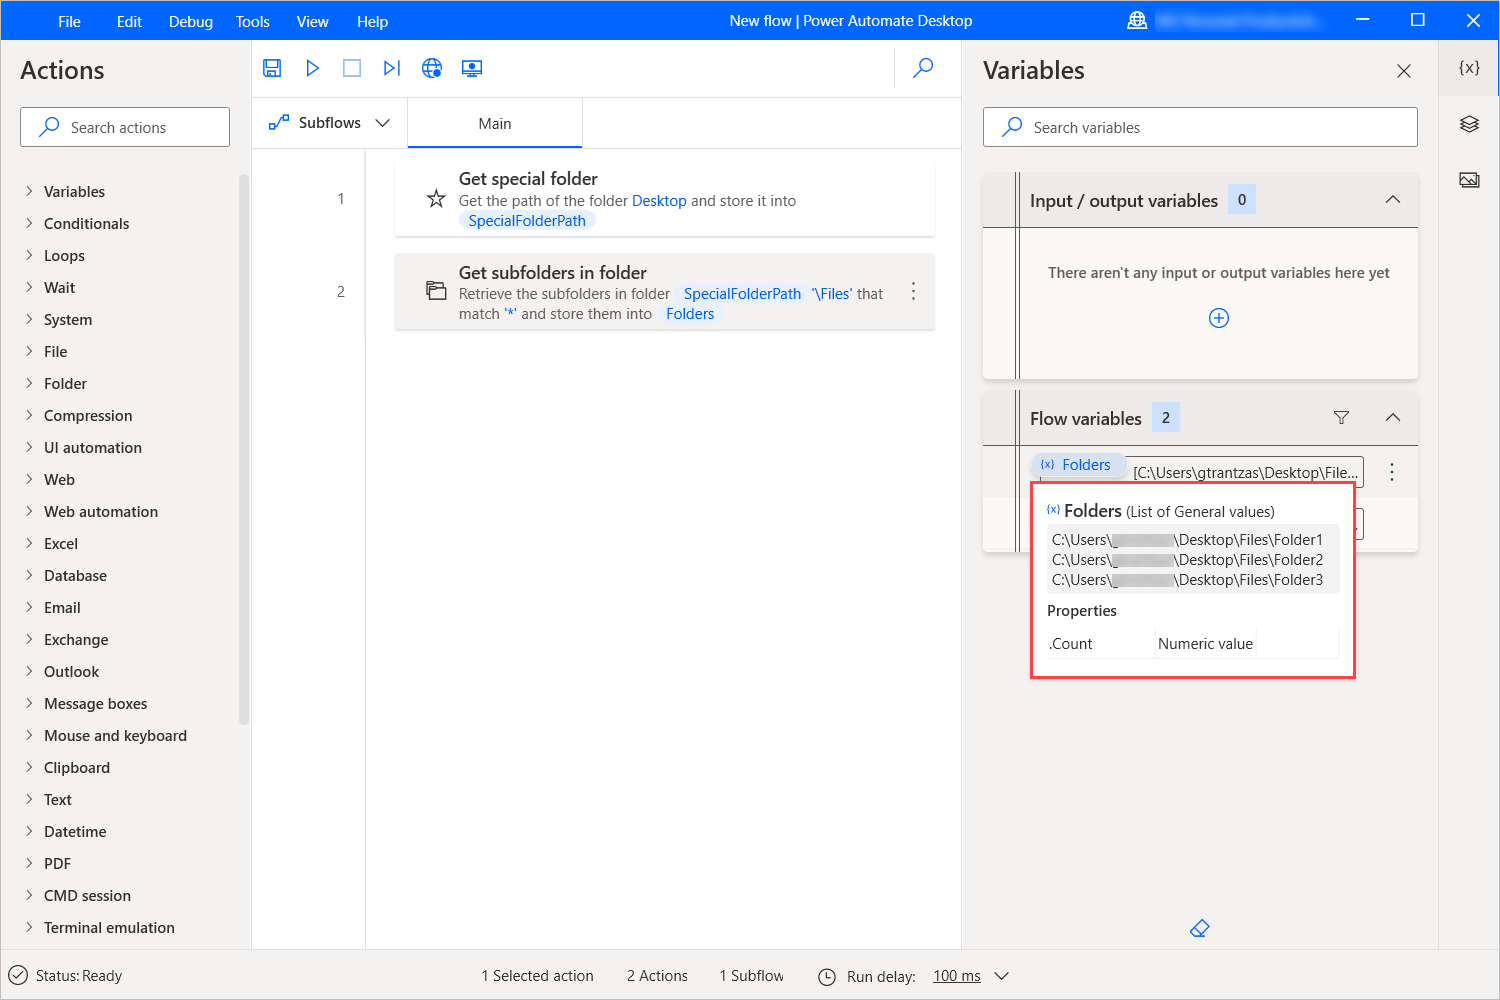 File Edit Debug Tools View Help
New flow | Power Automate Desktop
Actions
Search actions
Variables
Conditionals
Loops
Wait
System
File
Folder
Compression
UI automation
Web
Web automation
Excel
Database
Email
Exchange
Outlook
Message boxes
Mouse and keyboard
Clipboard
Text
Datetime
PDF
CMD session
Terminal emulation
Subflows
Main
1
Get special folder
Get the path of the folder Desktop and store it into
SpecialFolderPath
2
Get subfolders in folder
Retrieve the subfolders in folder SpecialFolderPath '\Files' that
match '*' and store them into Folders
Variables
{x}
Search variables
Input / output variables 0
There aren't any input or output variables here yet
Flow variables 2
{x} Folders [C:\Users\gtrantzas\Desktop\File...
{x} Folders (List of General values)
C:\Users\ \Desktop\Files\Folder1
C:\Users\ \Desktop\Files\Folder2
C:\Users\ \Desktop\Files\Folder3
Properties
.Count Numeric value
Status: Ready
1 Selected action
2 Actions
1 Subflow
Run delay: 100 ms